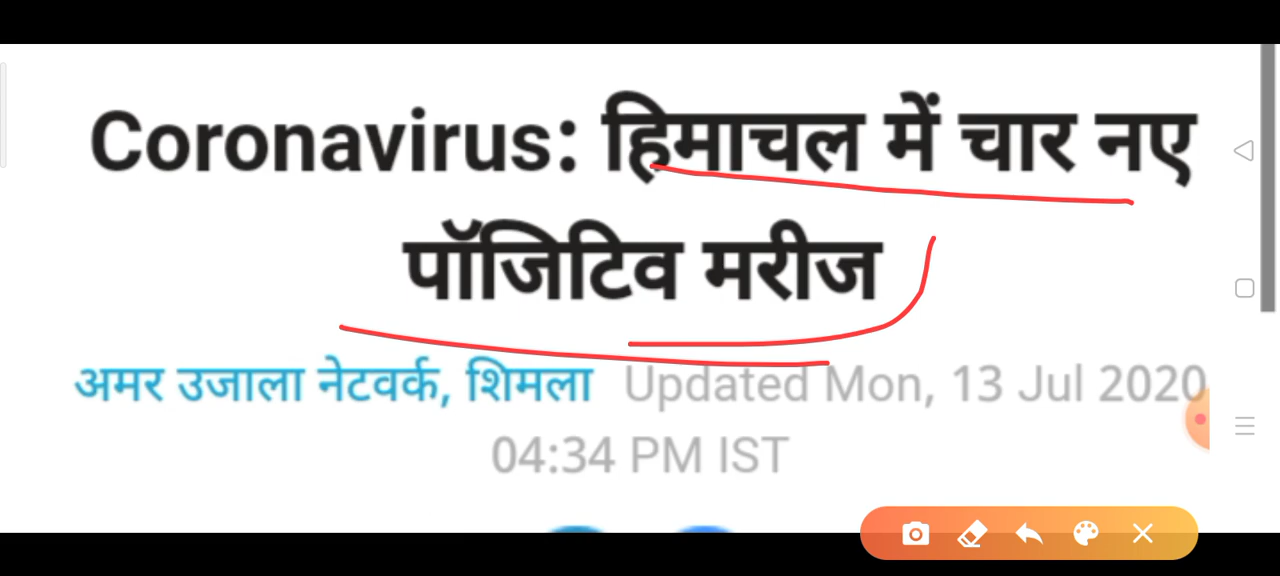 Coronavirus: हिमाचल में चार नए
पॉजिटिव मरीज
अमर उजाला नेटवर्क, शिमला Updated Mon, 13 Jul 2020
04:34 PM IST